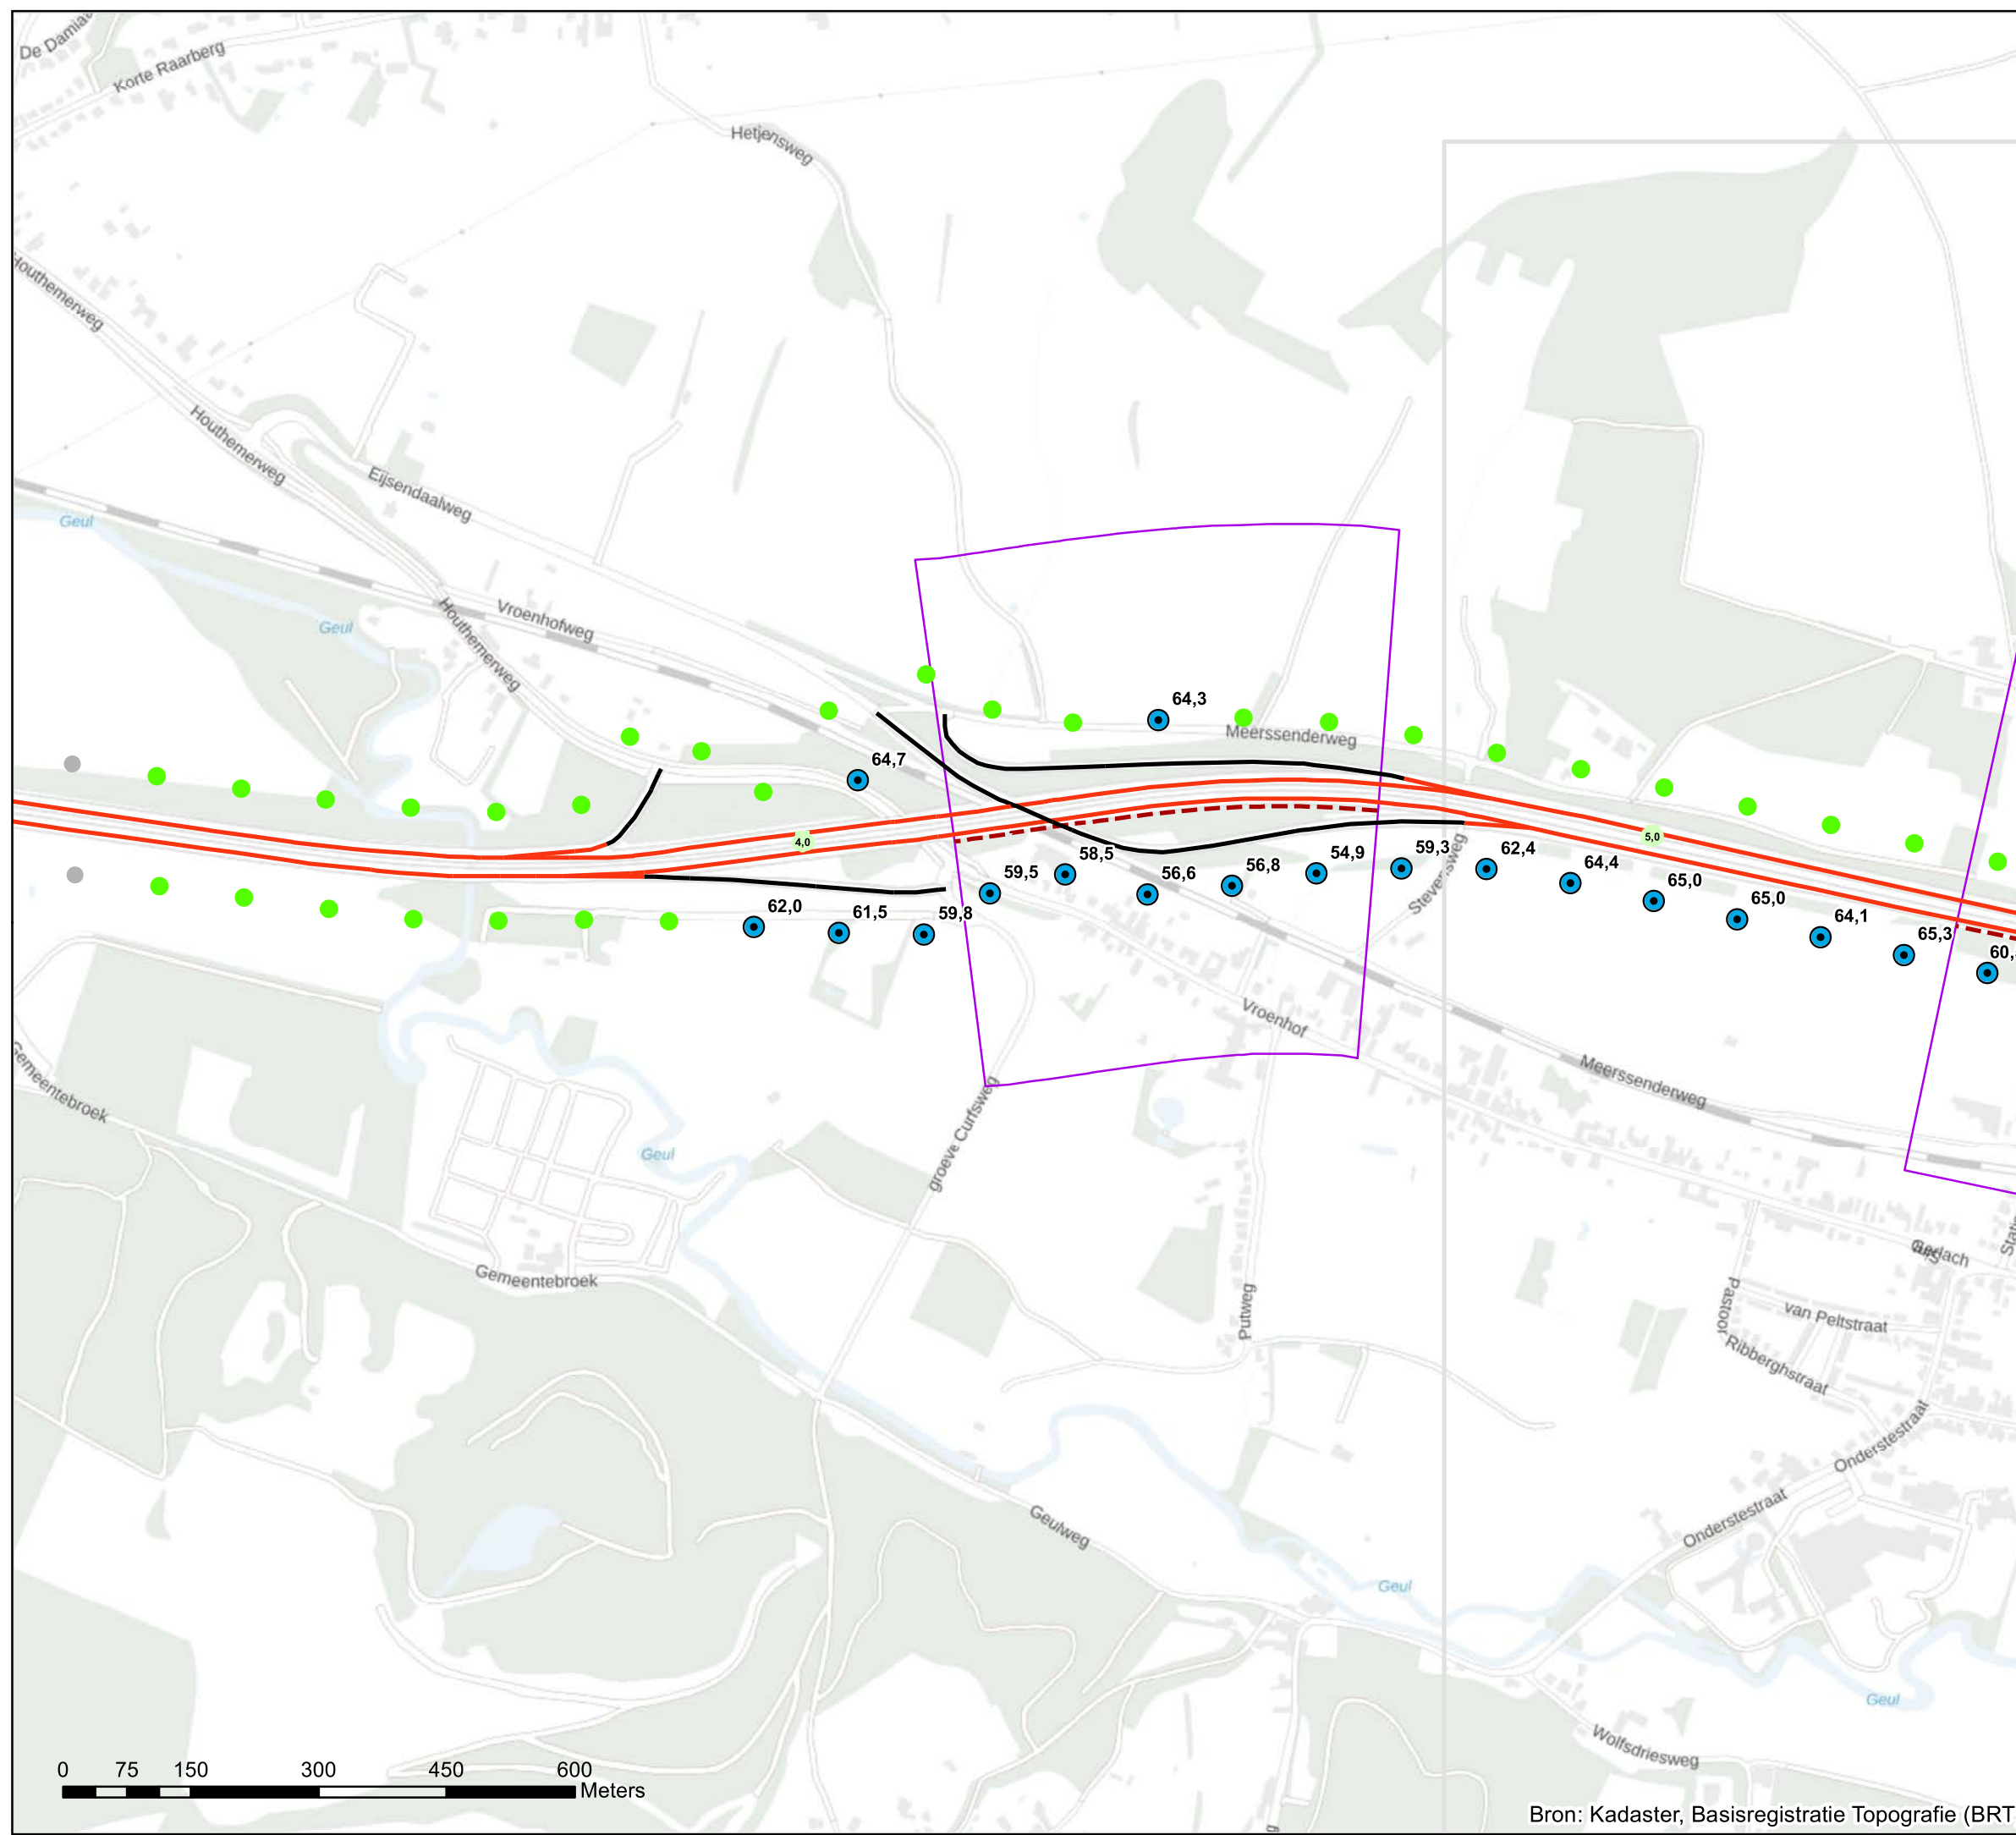 Korte Raarberg
Hetjensweg
Houthemerweg
Houthemerweg
Eijsendaalweg
Geul
Vroenhofweg
Geul
Houthemerweg
64,3
Meerssenderweg
64,7
4,0
5,0
58,5
59,5
56,6
56,8
54,9
59,3
62,4
64,4
65,0
65,0
64,1
65,3
60,
62,0
61,5
59,8
Vroenhof
Meerssenderweg
Gemeentebroek
groeve Curfsweg
Geul
Gerlach
Gemeentebroek
Putweg
Pastoor
van Peltstraat
Ribberghstraat
Onderstestraat
Onderstestraat
Geulweg
Geul
Geul
Wolfsdriesweg
0 75 150 300 450 600
Meters
Bron: Kadaster, Basisregistratie Topografie (BRT